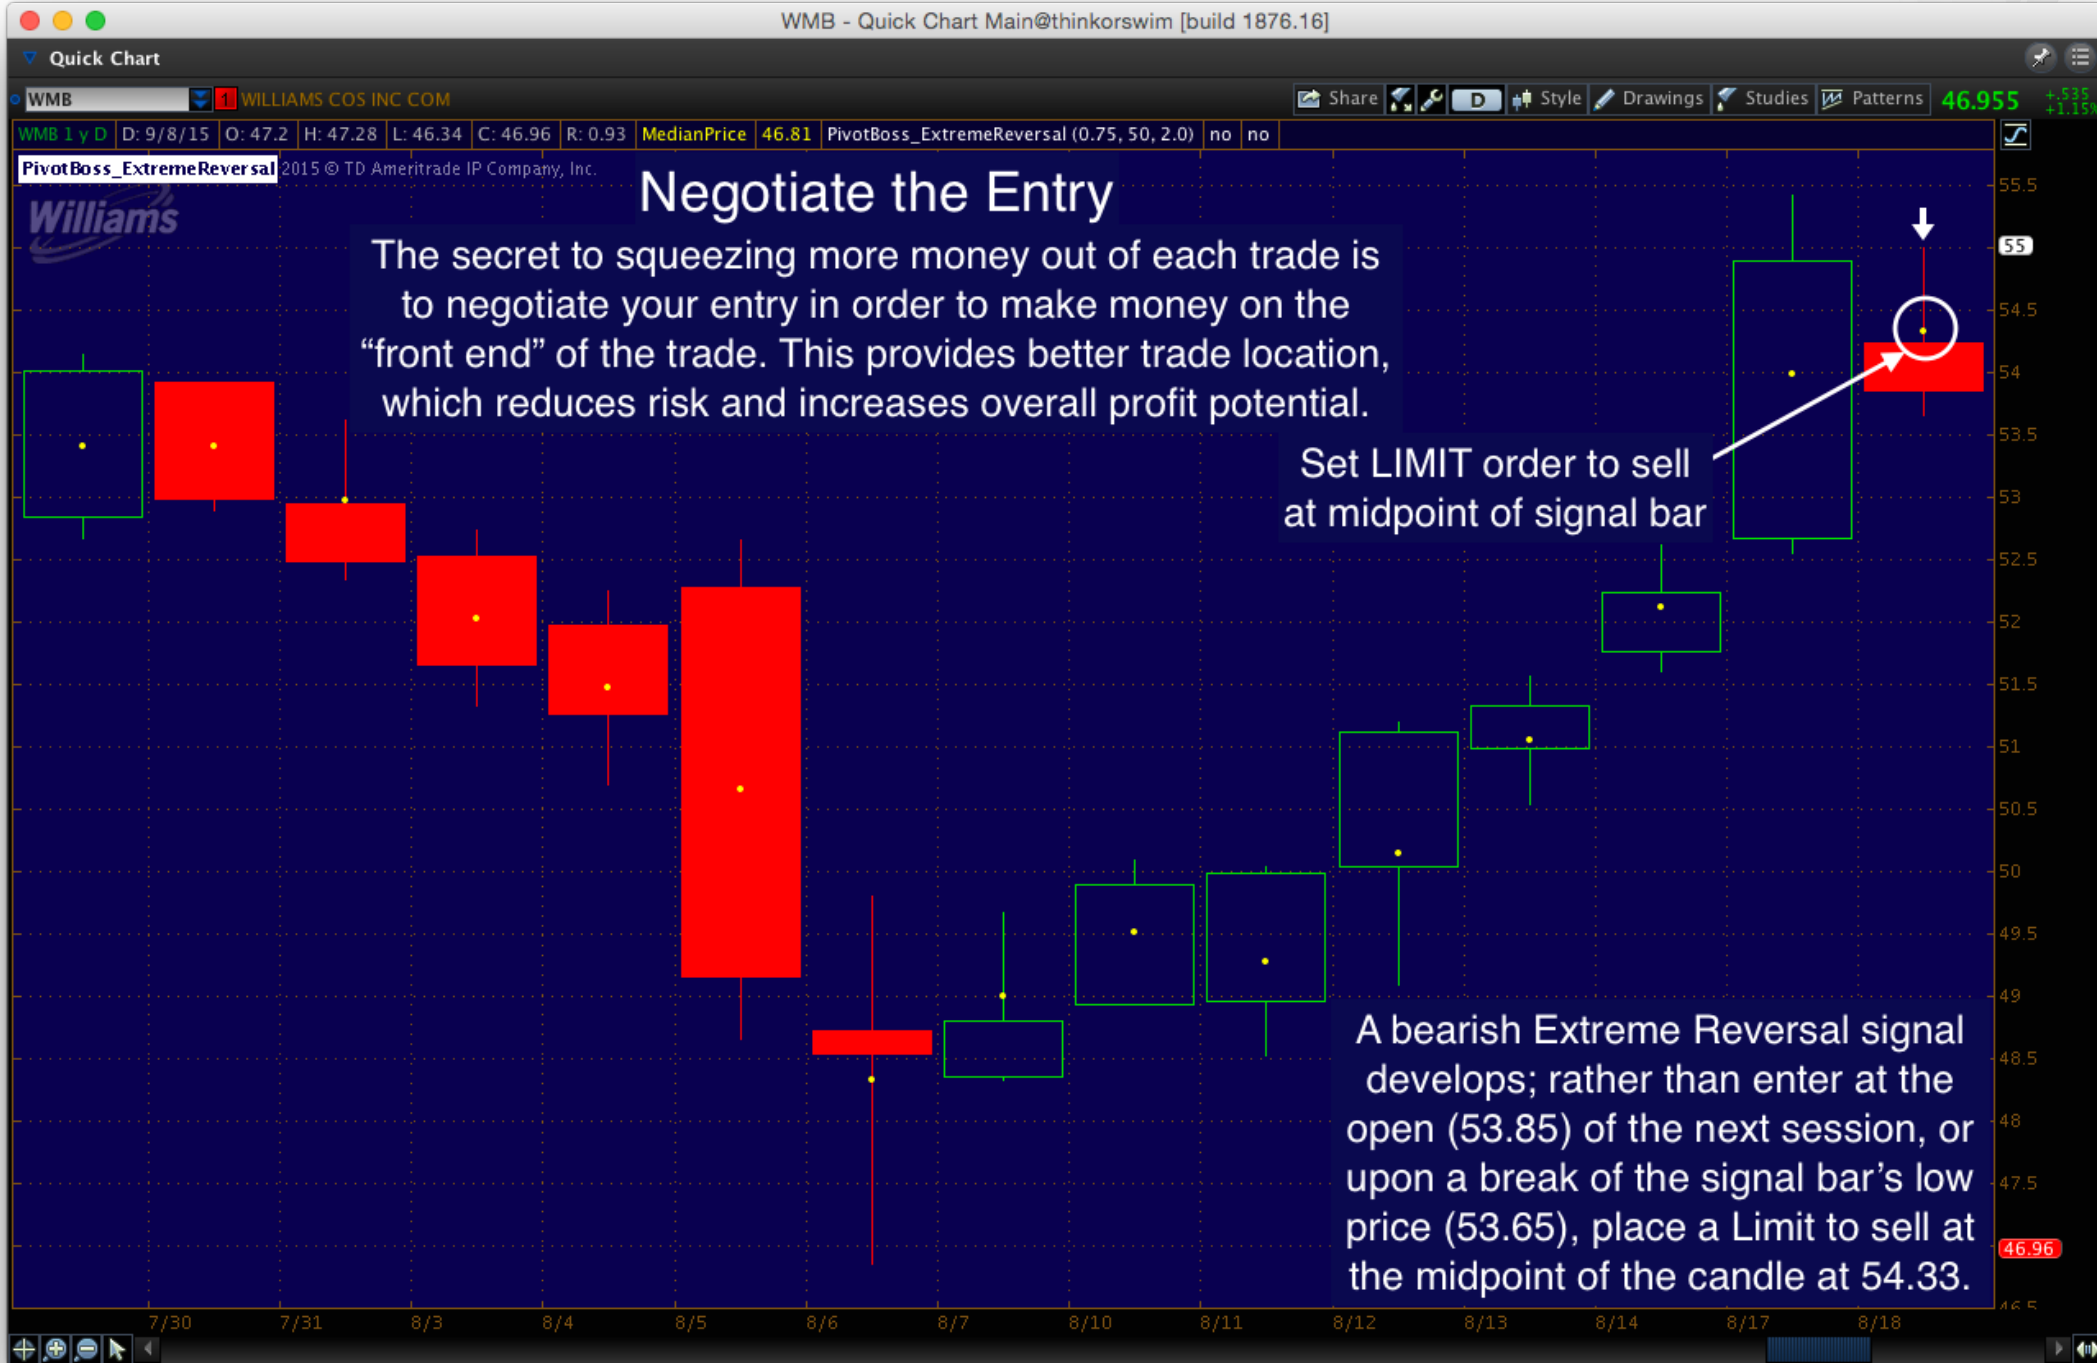 WMB - Quick Chart Main@thinkorswim [build 1876.16]
Quick Chart
WMB 1 WILLIAMS COS INC COM Share D Style Drawings Studies Patterns 46.955 +.535
+1.15%
WMB 1 y D D: 9/8/15 O: 47.2 H: 47.28 L: 46.34 C: 46.96 R: 0.93 MedianPrice 46.81 PivotBoss_ExtremeReversal (0.75, 50, 2.0) no no
PivotBoss_ExtremeReversal 2015 © TD Ameritrade IP Company, Inc.
Williams
Negotiate the Entry
The secret to squeezing more money out of each trade is
to negotiate your entry in order to make money on the
“front end” of the trade. This provides better trade location,
which reduces risk and increases overall profit potential.
Set LIMIT order to sell
at midpoint of signal bar
A bearish Extreme Reversal signal
develops; rather than enter at the
open (53.85) of the next session, or
upon a break of the signal bar’s low
price (53.65), place a Limit to sell at
the midpoint of the candle at 54.33.
55.5
55
54.5
54
53.5
53
52.5
52
51.5
51
50.5
50
49.5
49
48.5
48
47.5
46.96
46.5
7/30 7/31 8/3 8/4 8/5 8/6 8/7 8/10 8/11 8/12 8/13 8/14 8/17 8/18